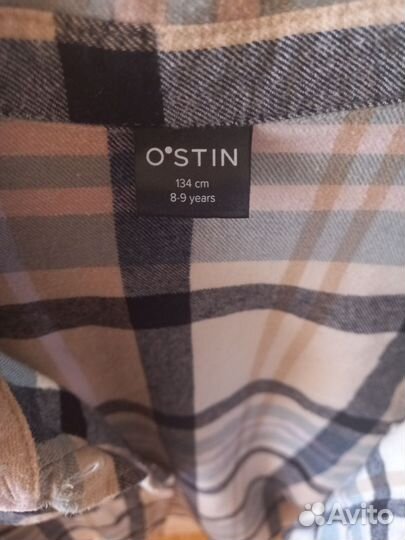 O'STIN
134 cm
8-9 years
Avito